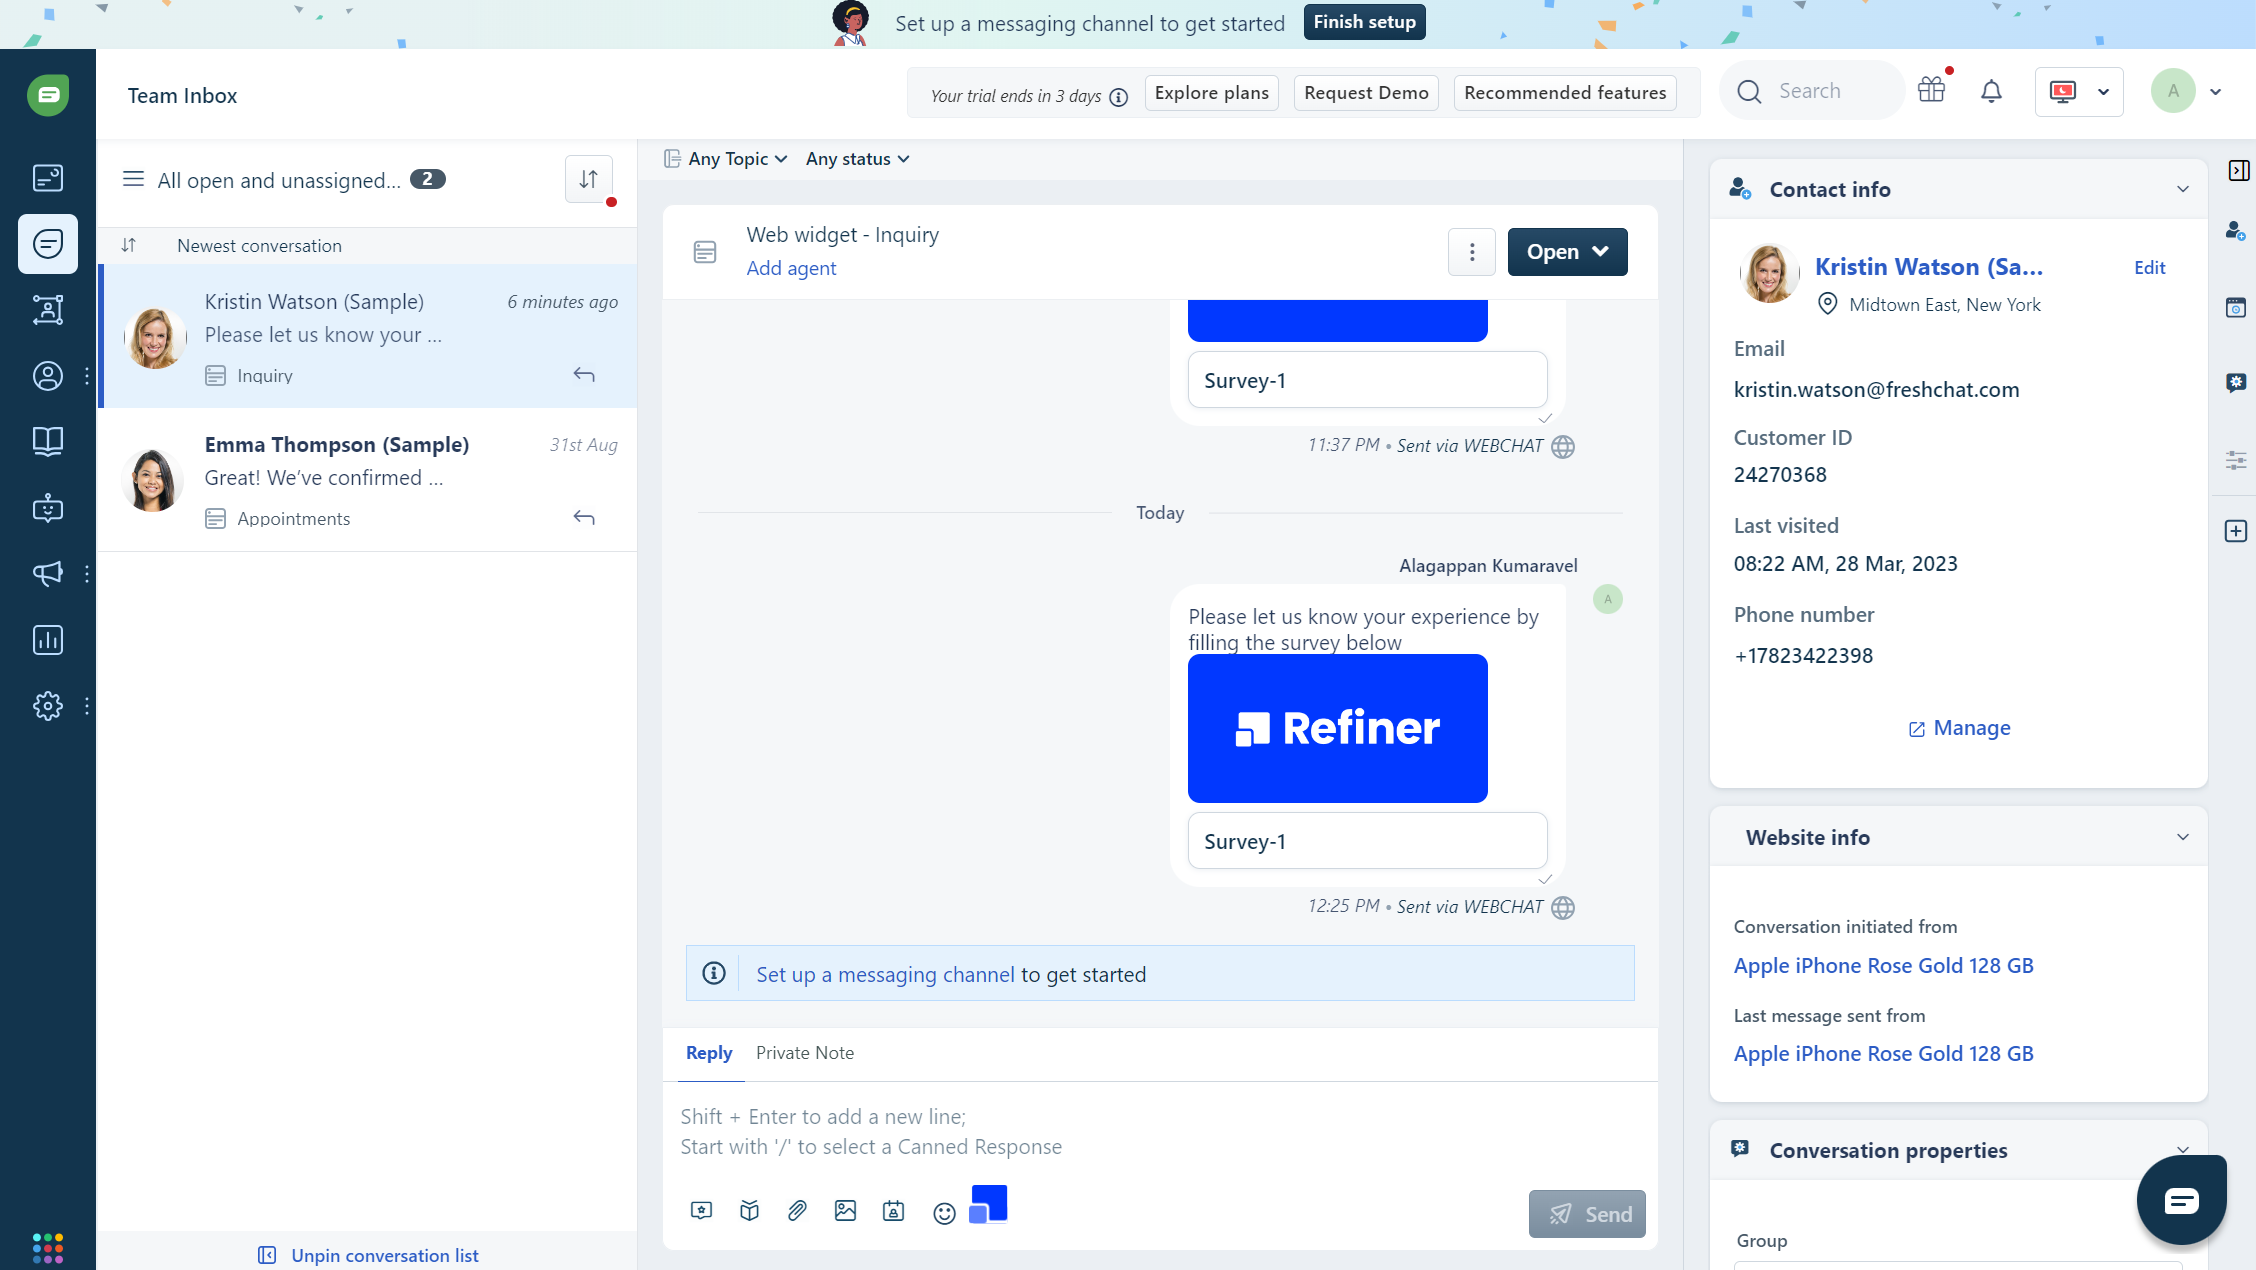 Set up a messaging channel to get started
Finish setup
Team Inbox
Your trial ends in 3 days
Explore plans
Request Demo
Recommended features
Search
A
All open and unassigned... 2
Newest conversation
Kristin Watson (Sample)
6 minutes ago
Please let us know your ...
Inquiry
Emma Thompson (Sample)
31st Aug
Great! We’ve confirmed ...
Appointments
Unpin conversation list
Any Topic
Any status
Web widget - Inquiry
Add agent
Open
Survey-1
11:37 PM • Sent via WEBCHAT
Today
Alagappan Kumaravel
A
Please let us know your experience by
filling the survey below
Refiner
Survey-1
12:25 PM • Sent via WEBCHAT
Set up a messaging channel to get started
Reply
Private Note
Shift + Enter to add a new line;
Start with '/' to select a Canned Response
Send
Contact info
Kristin Watson (Sa...
Edit
Midtown East, New York
Email
kristin.watson@freshchat.com
Customer ID
24270368
Last visited
08:22 AM, 28 Mar, 2023
Phone number
+17823422398
Manage
Website info
Conversation initiated from
Apple iPhone Rose Gold 128 GB
Last message sent from
Apple iPhone Rose Gold 128 GB
Conversation properties
Group